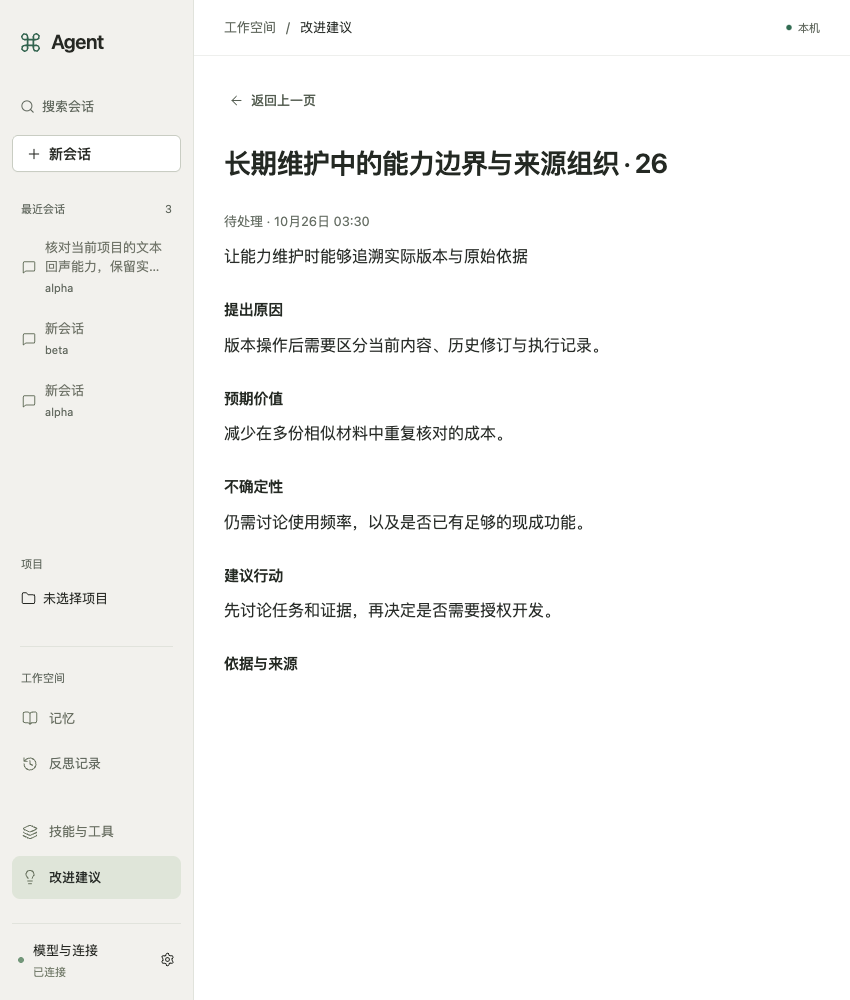 Agent
搜索会话
新会话
最近会话 3
核对当前项目的文本
回声能力，保留实...
alpha
新会话
beta
新会话
alpha
项目
未选择项目
工作空间
记忆
反思记录
技能与工具
改进建议
模型与连接
已连接
工作空间 / 改进建议
本机
返回上一页
长期维护中的能力边界与来源组织 · 26
待处理 · 10月26日 03:30
让能力维护时能够追溯实际版本与原始依据
提出原因
版本操作后需要区分当前内容、历史修订与执行记录。
预期价值
减少在多份相似材料中重复核对的成本。
不确定性
仍需讨论使用频率，以及是否已有足够的现成功能。
建议行动
先讨论任务和证据，再决定是否需要授权开发。
依据与来源